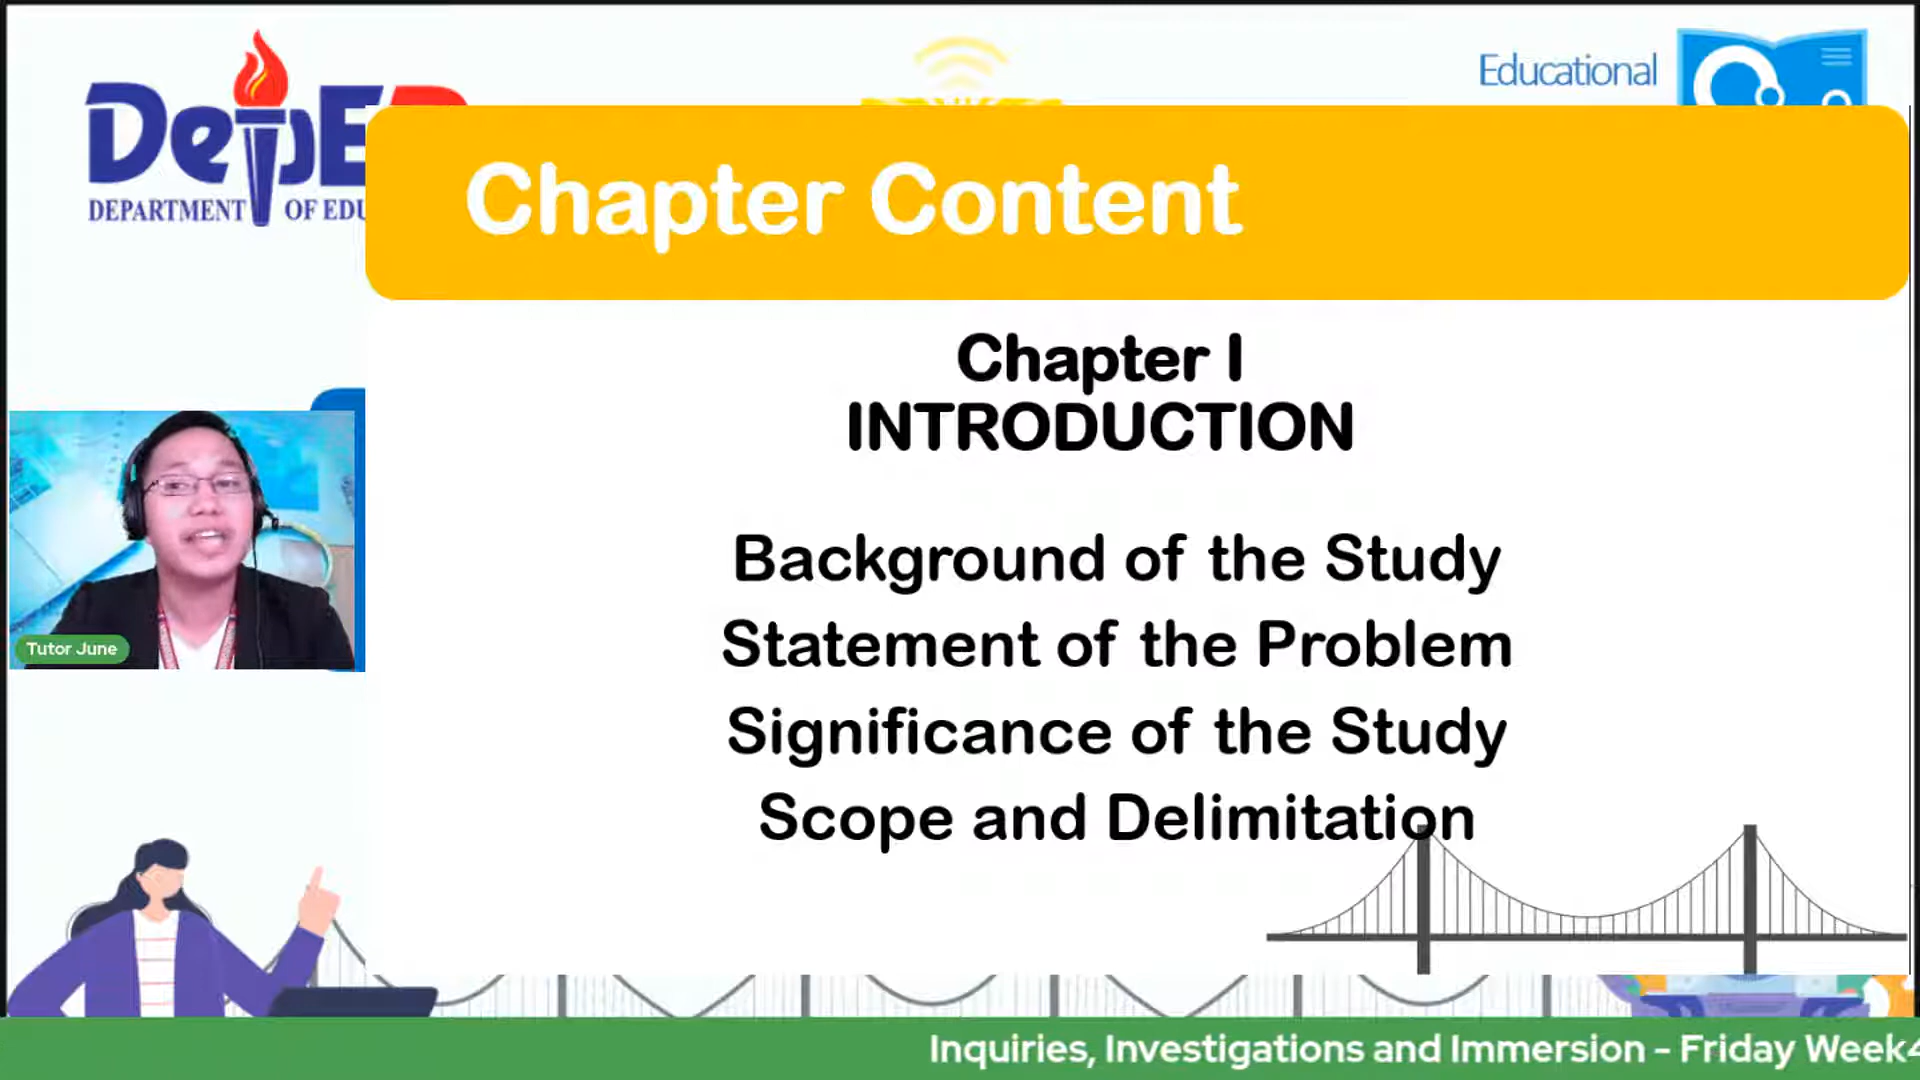 DepE
DEPARTMENT OF EDU
Educational
Chapter Content
Chapter I
INTRODUCTION
Background of the Study
Statement of the Problem
Significance of the Study
Scope and Delimitation
Tutor June
Inquiries, Investigations and Immersion - Friday Week4